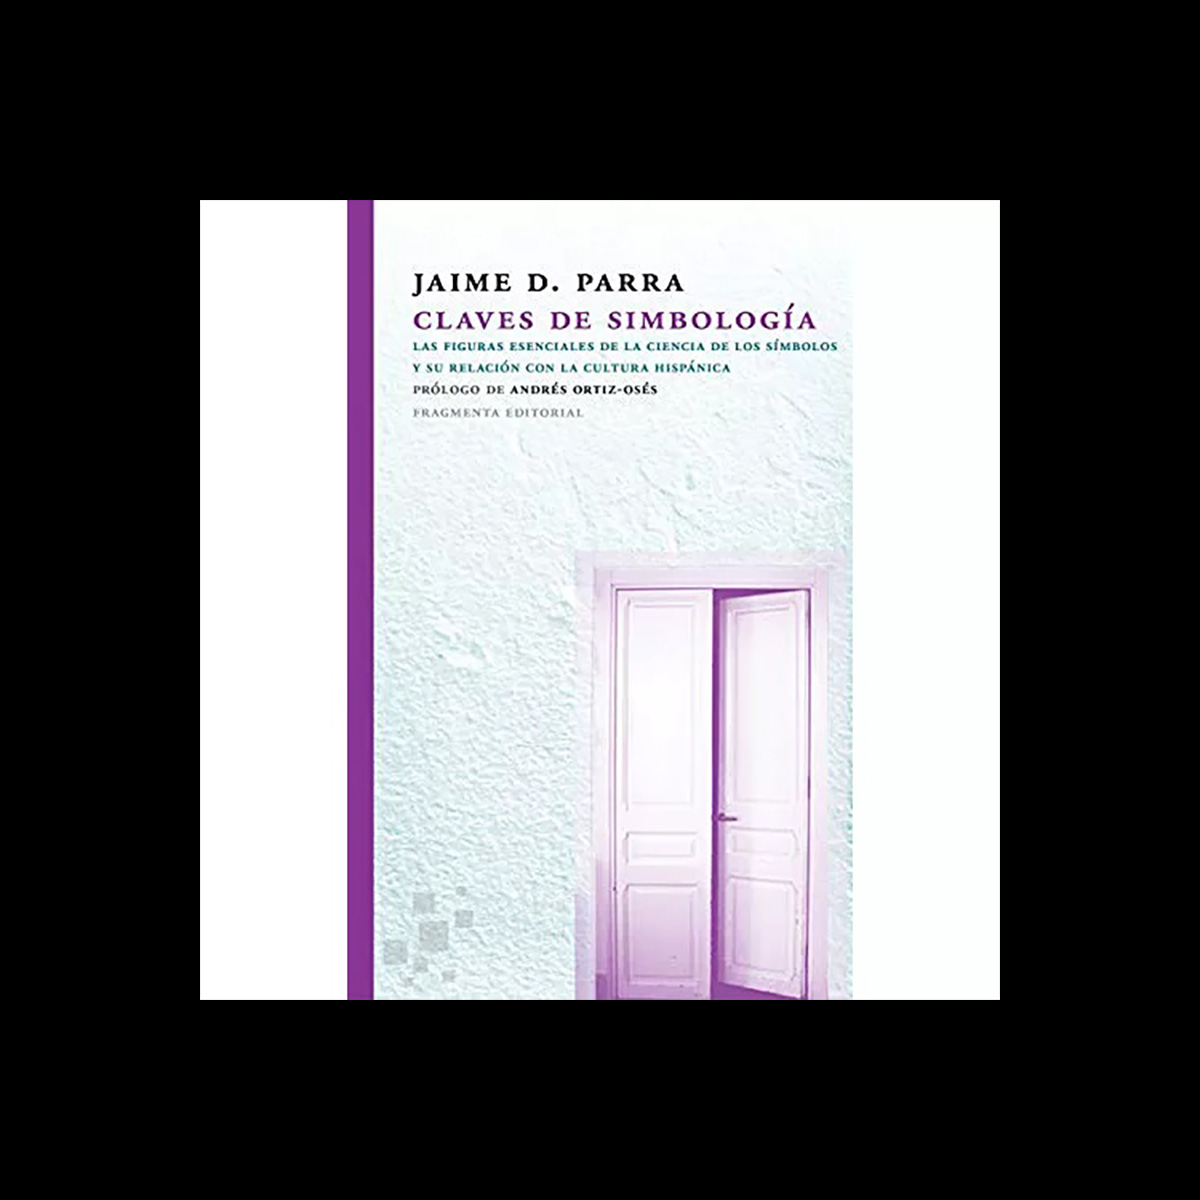 JAIME D. PARRA
CLAVES DE SIMBOLOGÍA
LAS FIGURAS ESENCIALES DE LA CIENCIA DE LOS SÍMBOLOS
Y SU RELACIÓN CON LA CULTURA HISPÁNICA
PRÓLOGO DE ANDRÉS ORTIZ-OSÉS
FRAGMENTA EDITORIAL